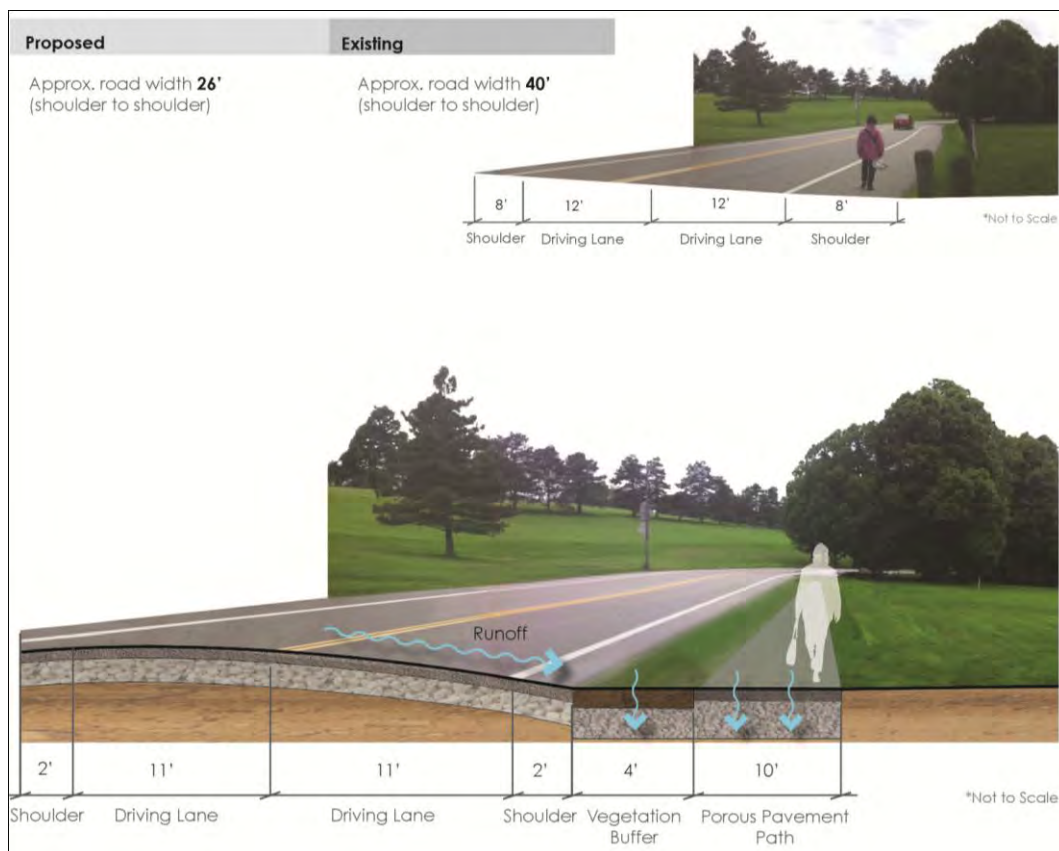 Proposed
Existing
Approx. road width 26'
(shoulder to shoulder)
Approx. road width 40'
(shoulder to shoulder)
8'
12'
12'
8'
Shoulder
Driving Lane
Driving Lane
Shoulder
*Not to Scale
Runoff
2'
11'
11'
2'
4'
10'
Shoulder
Driving Lane
Driving Lane
Shoulder
Vegetation
Buffer
Porous Pavement
Path
*Not to Scale